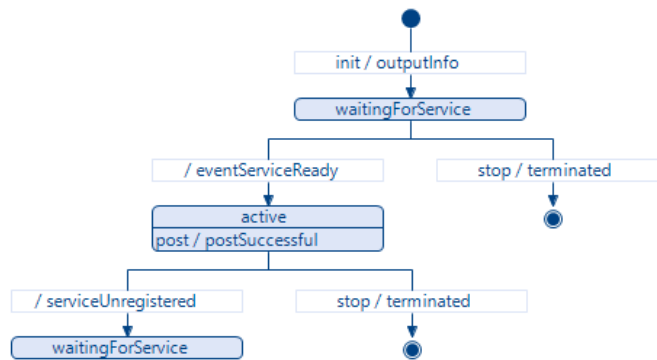 init / outputInfo
waitingForService
/ eventServiceReady
stop / terminated
active
post / postSuccessful
/ serviceUnregistered
stop / terminated
waitingForService